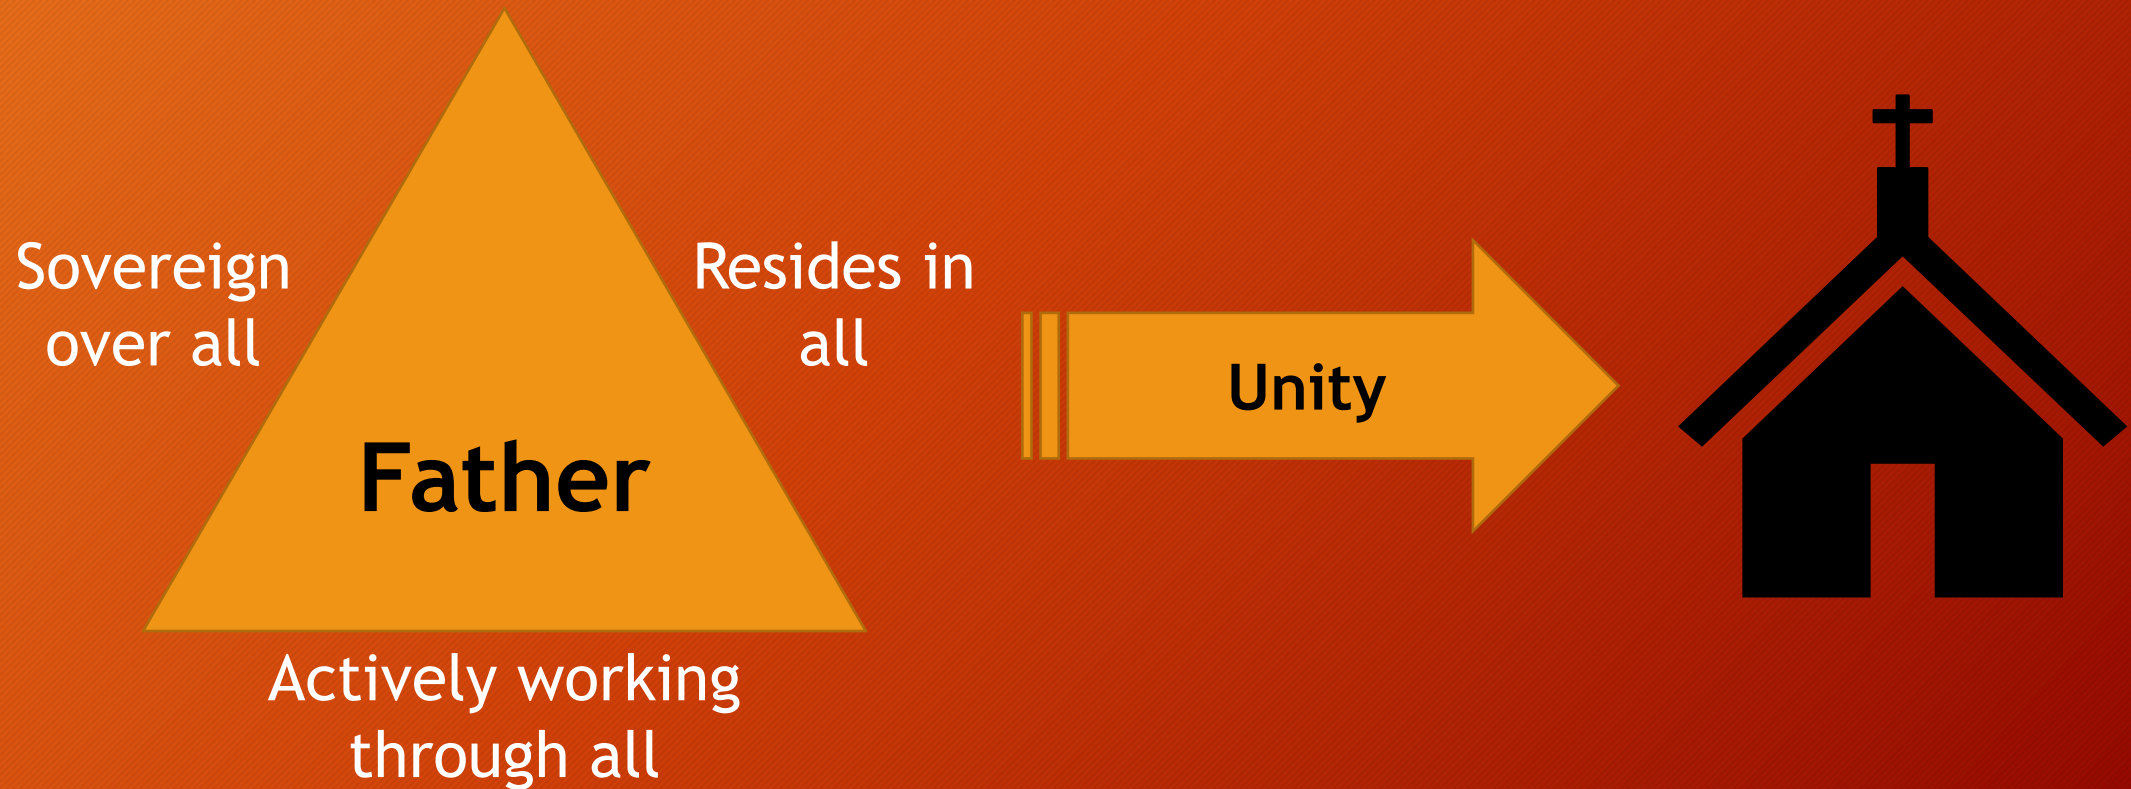 Sovereign
over all
Resides in
all
Father
Actively working
through all
Unity